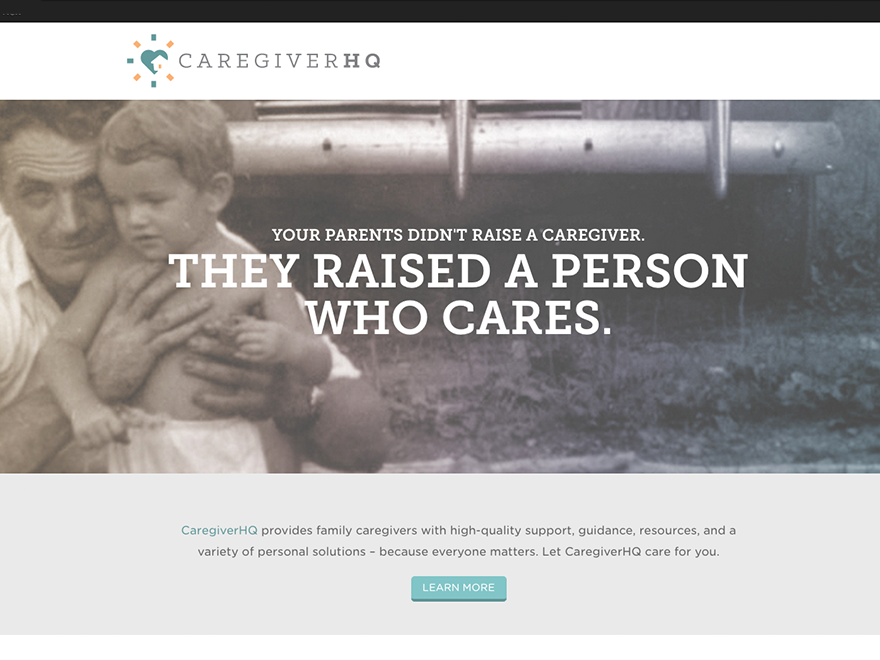 CAREGIVERHQ
YOUR PARENTS DIDN'T RAISE A CAREGIVER.
THEY RAISED A PERSON
WHO CARES.
CaregiverHQ provides family caregivers with high-quality support, guidance, resources, and a
variety of personal solutions – because everyone matters. Let CaregiverHQ care for you.
LEARN MORE